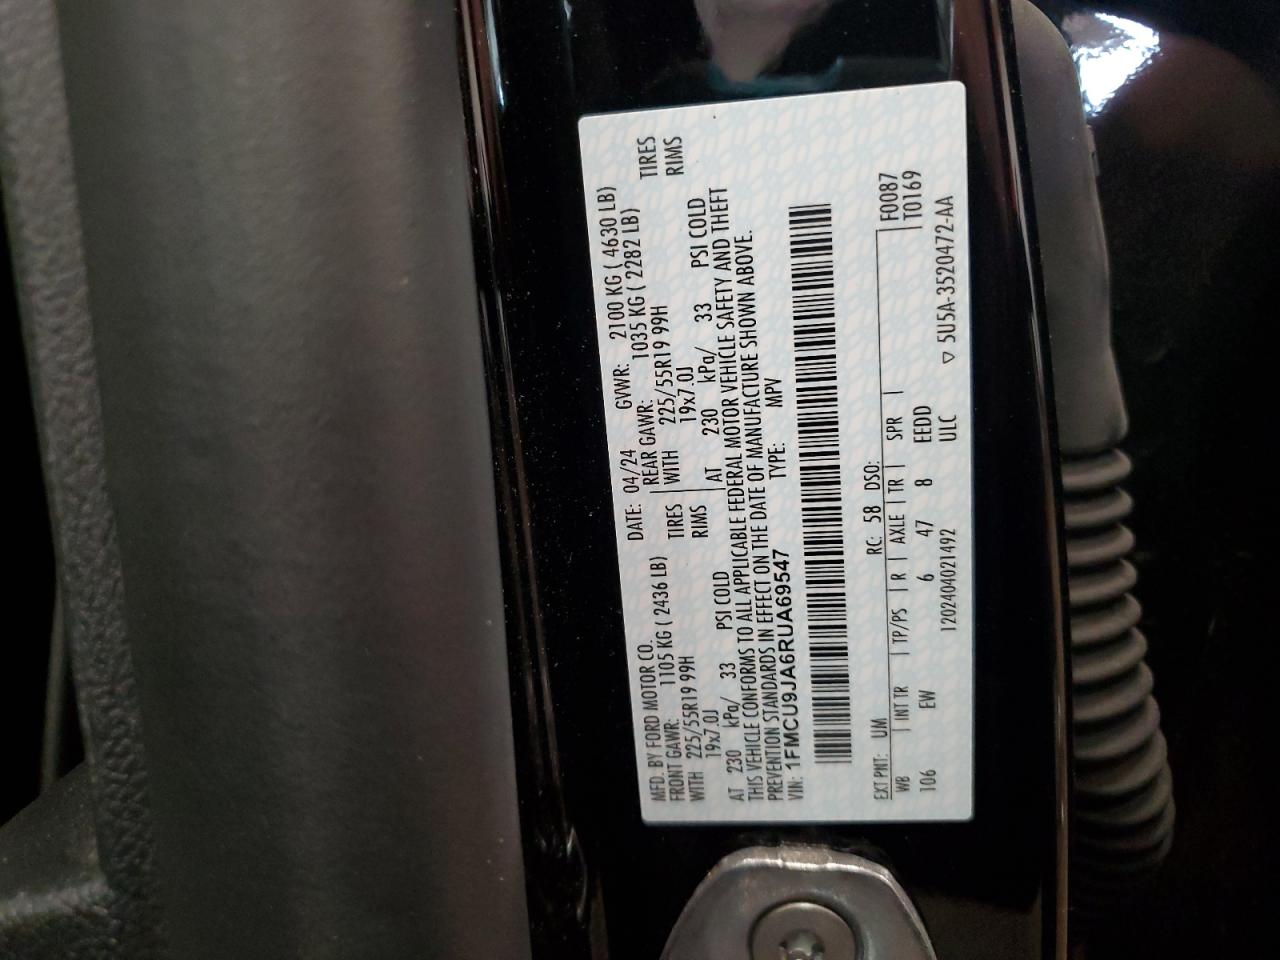 MFD. BY FORD MOTOR CO. DATE: 04/24 GVWR: 2100 KG ( 4630 LB)
FRONT GAWR: 1105 KG ( 2436 LB) REAR GAWR: 1035 KG ( 2282 LB)
WITH 225/55R19 99H TIRES WITH 225/55R19 99H TIRES
19x7.0J RIMS 19x7.0J RIMS
AT 230 kPa/ 33 PSI COLD AT 230 kPa/ 33 PSI COLD
THIS VEHICLE CONFORMS TO ALL APPLICABLE FEDERAL MOTOR VEHICLE SAFETY AND THEFT
PREVENTION STANDARDS IN EFFECT ON THE DATE OF MANUFACTURE SHOWN ABOVE.
VIN: 1FMCU9JA6RUA69547 TYPE: MPV
EXT PNT: UM RC: 58 DSO: F0087
WB INT TR TP/PS R AXLE TR SPR T0169
106 EW 6 47 8 EEDD
1202404021492 ULC ▽ 5U5A-3520472-AA